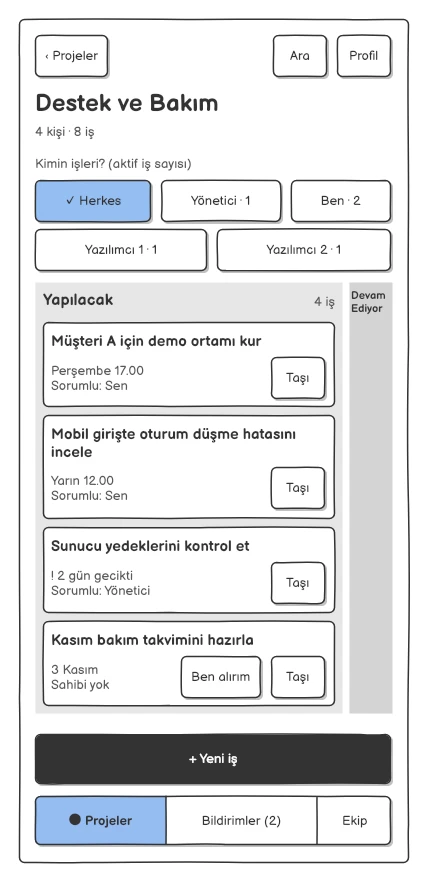 ‹ Projeler
Ara
Profil
Destek ve Bakım
4 kişi · 8 iş
Kimin işleri? (aktif iş sayısı)
✓ Herkes
Yönetici · 1
Ben · 2
Yazılımcı 1 · 1
Yazılımcı 2 · 1
Yapılacak
4 iş
Devam
Ediyor
Müşteri A için demo ortamı kur
Perşembe 17.00
Sorumlu: Sen
Taşı
Mobil girişte oturum düşme hatasını
incele
Yarın 12.00
Sorumlu: Sen
Taşı
Sunucu yedeklerini kontrol et
! 2 gün gecikti
Sorumlu: Yönetici
Taşı
Kasım bakım takvimini hazırla
3 Kasım
Sahibi yok
Ben alırım
Taşı
+ Yeni iş
● Projeler
Bildirimler (2)
Ekip